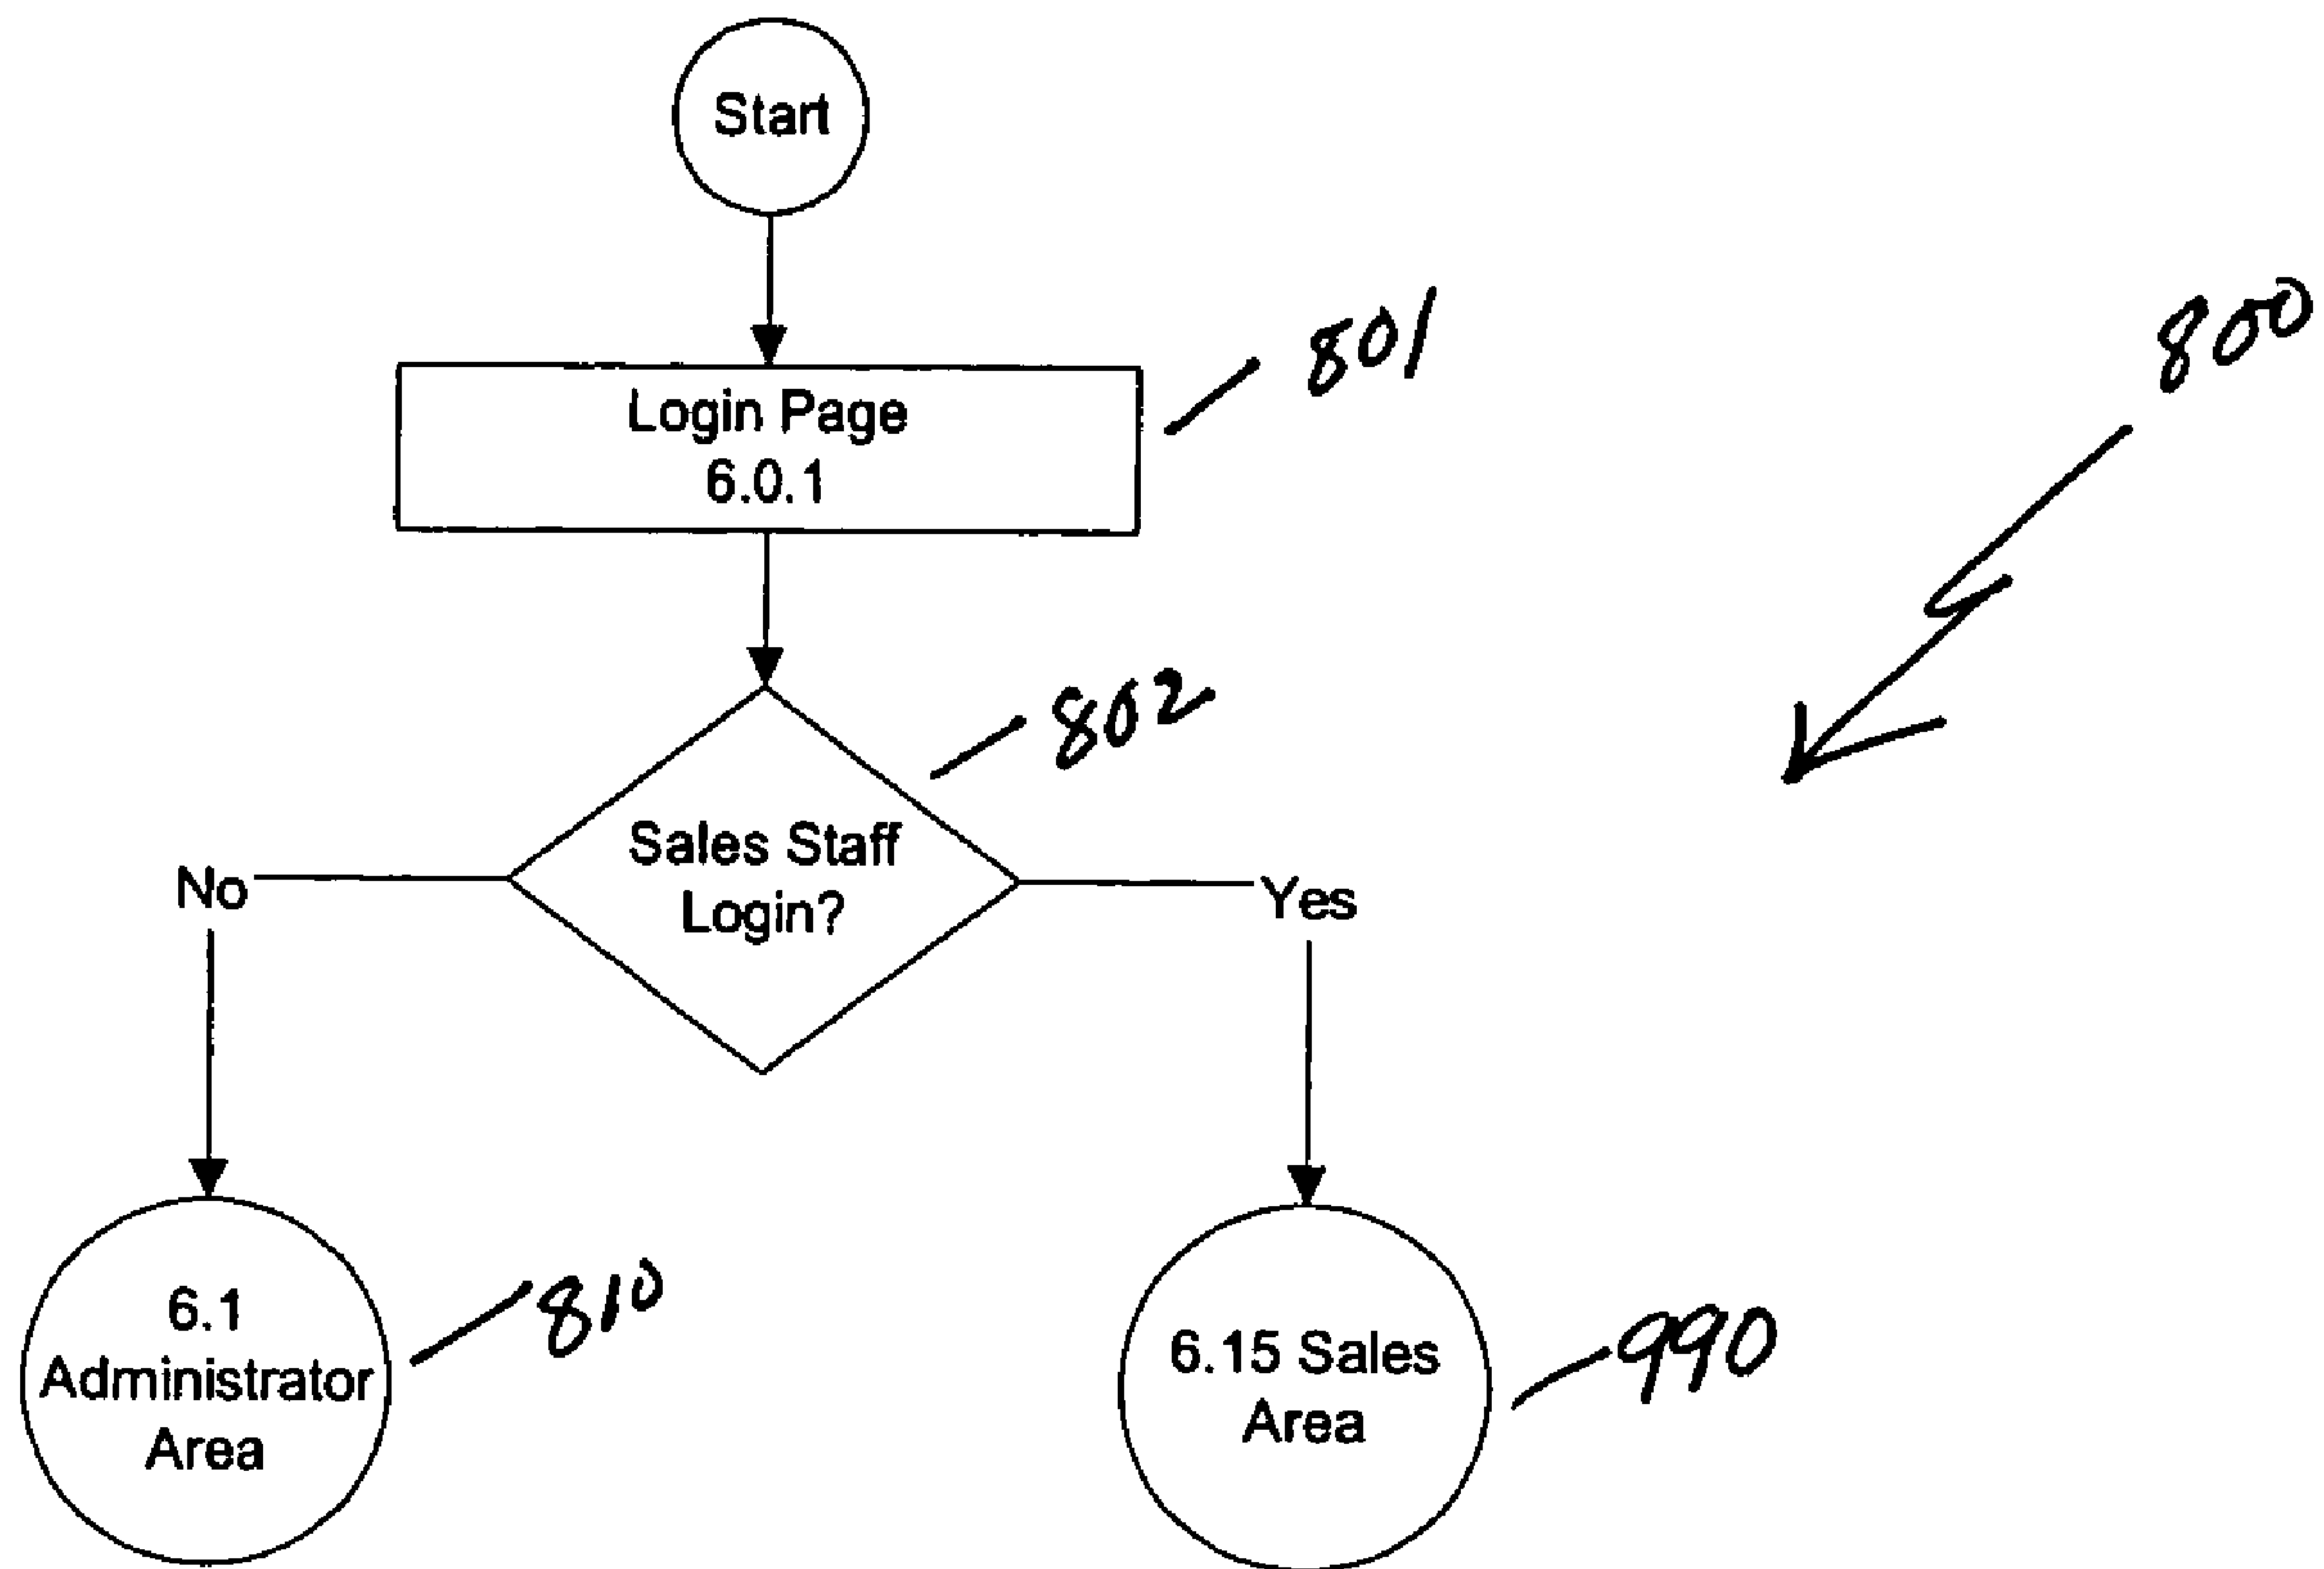 Start
801
800
Login Page
6.0.1
802
Sales Staff
Login?
No
Yes
6.1
Administrator
Area
810
6.15 Sales
Area
990